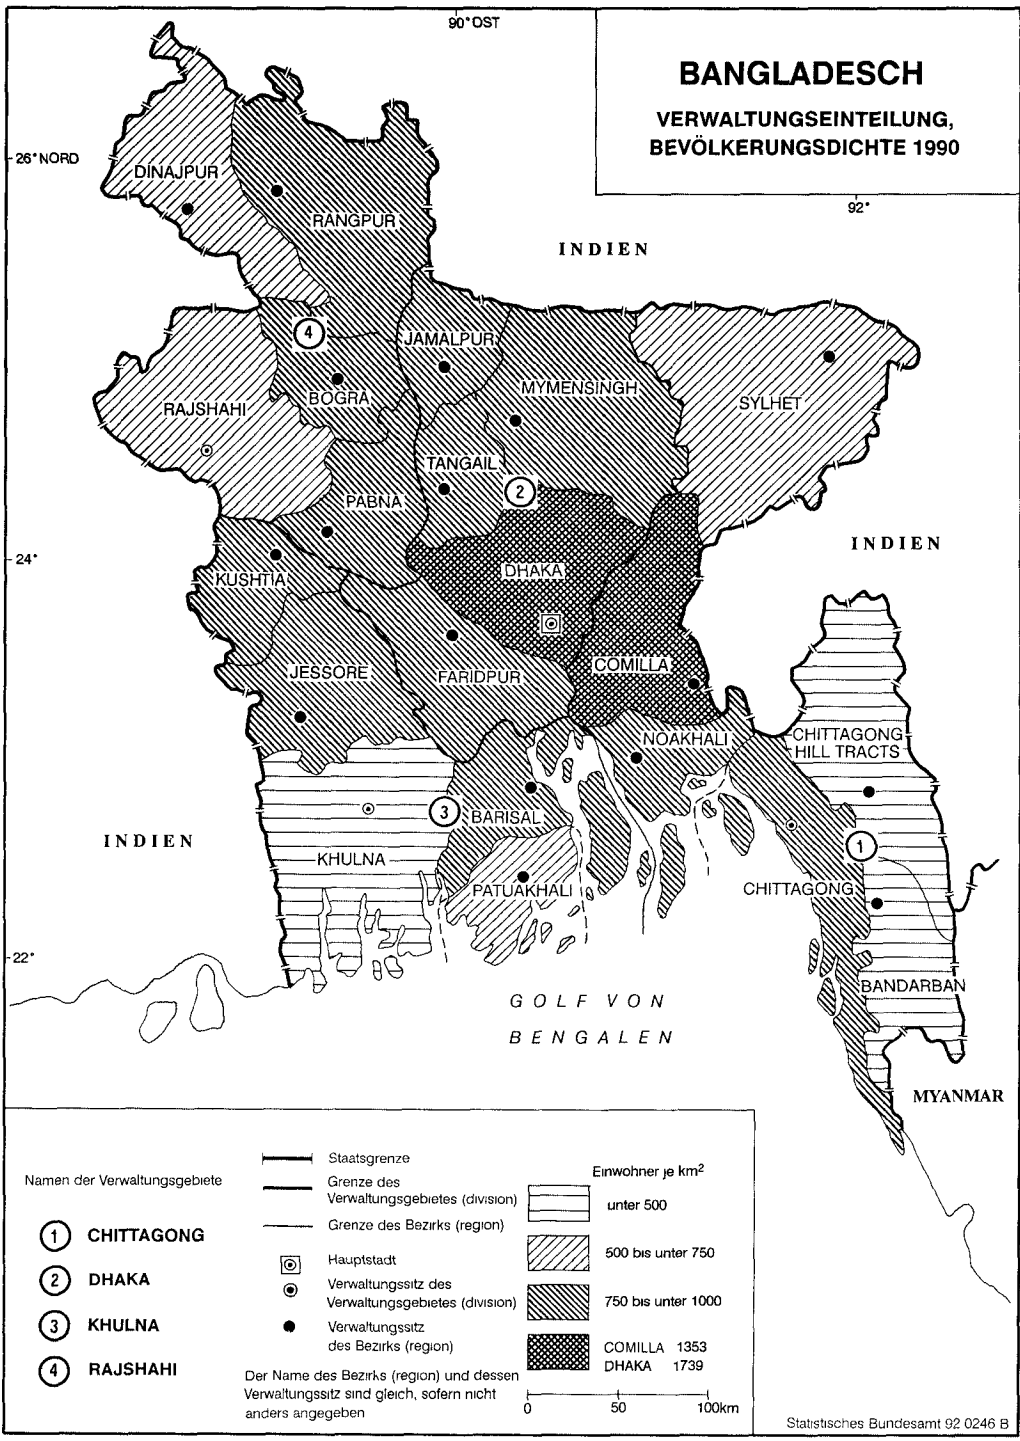 90° OST
BANGLADESCH
VERWALTUNGSEINTEILUNG,
BEVÖLKERUNGSDICHTE 1990
26° NORD
92°
DINAJPUR
RANGPUR
INDIEN
4
JAMALPUR
MYMENSINGH
BOGRA
RAJSHAHI
SYLHET
TANGAIL
2
PABNA
INDIEN
24°
DHAKA
KUSHTIA
COMILLA
JESSORE
FARIDPUR
NOAKHALI
CHITTAGONG
HILL TRACTS
3
BARISAL
INDIEN
KHULNA
1
PATUAKHALI
CHITTAGONG
22°
BANDARBAN
GOLF VON
BENGALEN
MYANMAR
Namen der Verwaltungsgebiete
1 CHITTAGONG
2 DHAKA
3 KHULNA
4 RAJSHAHI
Staatsgrenze
Grenze des
Verwaltungsgebietes (division)
Grenze des Bezirks (region)
Hauptstadt
Verwaltungssitz des
Verwaltungsgebietes (division)
Verwaltungssitz
des Bezirks (region)
Der Name des Bezirks (region) und dessen
Verwaltungssitz sind gleich, sofern nicht
anders angegeben
Einwohner je km²
unter 500
500 bis unter 750
750 bis unter 1000
COMILLA 1353
DHAKA 1739
0 50 100km
Statistisches Bundesamt 92 0246 B